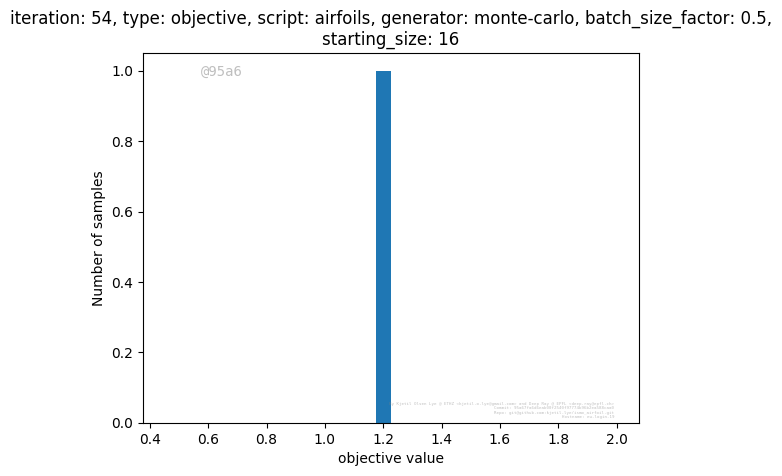 iteration: 54, type: objective, script: airfoils, generator: monte-carlo, batch_size_factor: 0.5,
starting_size: 16
@95a6
1.0
0.8
0.6
0.4
0.2
0.0
Number of samples
0.4 0.6 0.8 1.0 1.2 1.4 1.6 1.8 2.0
objective value